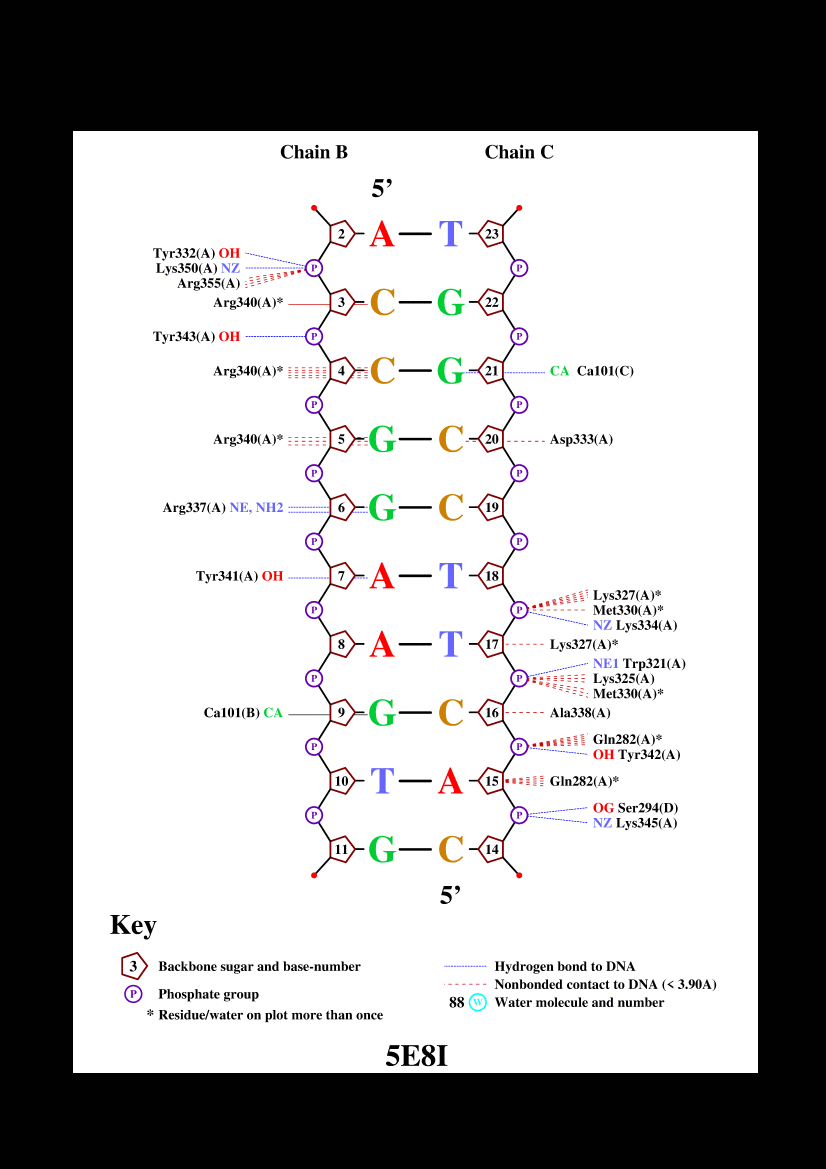 Chain B Chain C
5’
2 A T 23
Tyr332(A) OH
P P
Lys350(A) NZ
Arg355(A)
Arg340(A)* 3 C G 22
Tyr343(A) OH P P
Arg340(A)* 4 C G 21 CA Ca101(C)
P P
Arg340(A)* 5 G C 20 Asp333(A)
P P
Arg337(A) NE, NH2 6 G C 19
P P
Tyr341(A) OH 7 A T 18
Lys327(A)*
P P Met330(A)*
NZ Lys334(A)
8 A T 17 Lys327(A)*
NE1 Trp321(A)
P P Lys325(A)
Met330(A)*
Ca101(B) CA 9 G C 16 Ala338(A)
Gln282(A)*
P P
OH Tyr342(A)
10 T A 15 Gln282(A)*
OG Ser294(D)
P P
NZ Lys345(A)
11 G C 14
5’
Key
3 Backbone sugar and base-number
P Phosphate group
* Residue/water on plot more than once
Hydrogen bond to DNA
Nonbonded contact to DNA (< 3.90A)
88 W Water molecule and number
5E8I